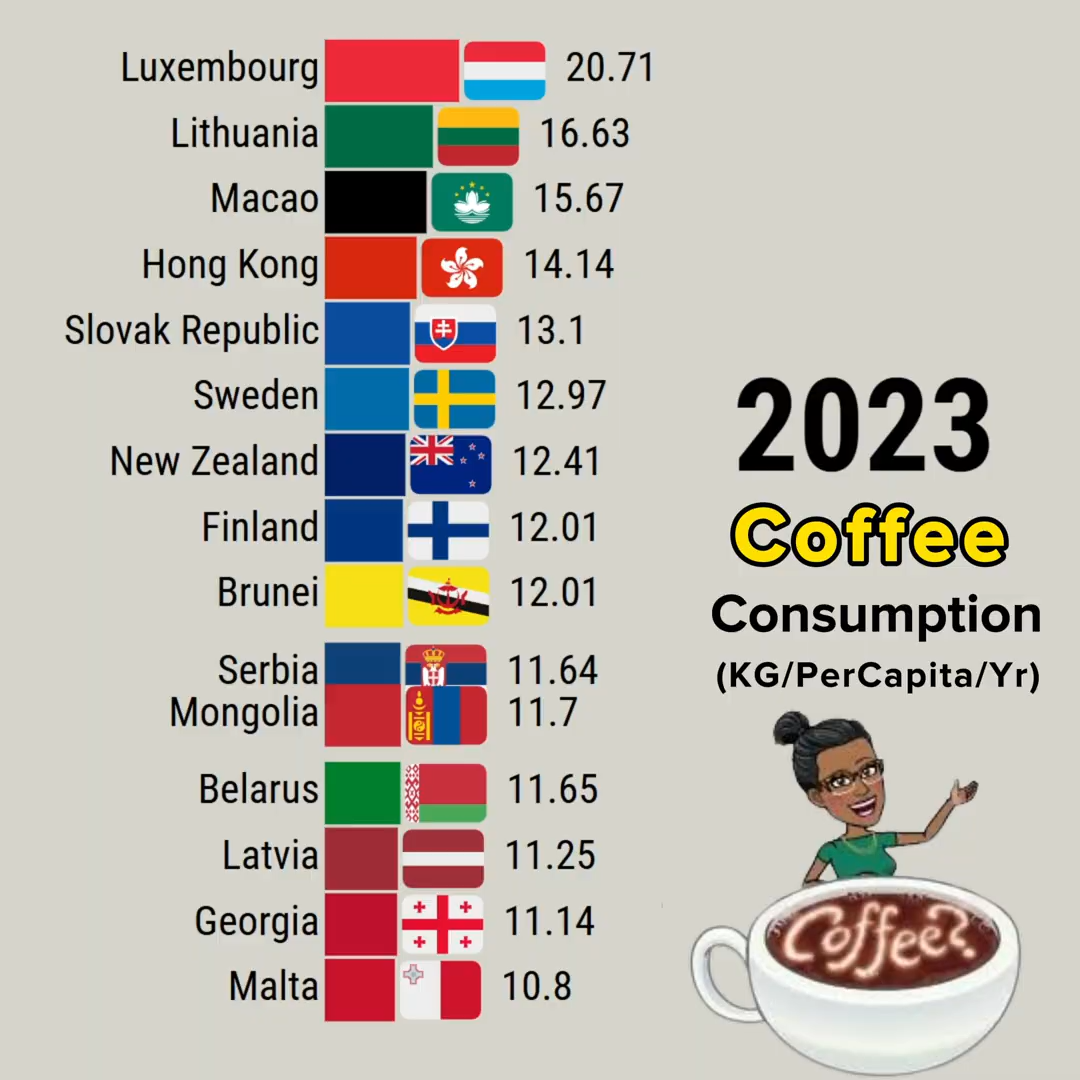 Luxembourg 20.71
Lithuania 16.63
Macao 15.67
Hong Kong 14.14
Slovak Republic 13.1
Sweden 12.97
New Zealand 12.41
Finland 12.01
Brunei 12.01
Serbia 11.64
Mongolia 11.7
Belarus 11.65
Latvia 11.25
Georgia 11.14
Malta 10.8
2023
Coffee
Consumption
(KG/PerCapita/Yr)
Coffee?